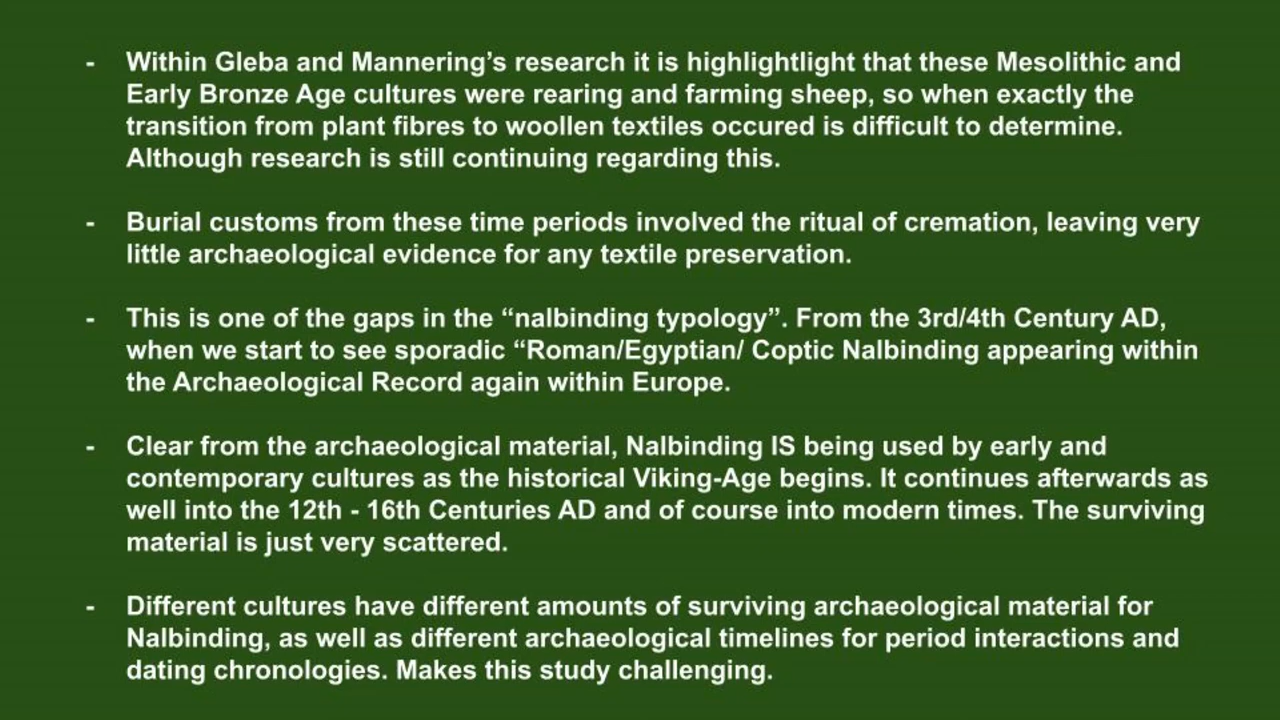 - Within Gleba and Mannering’s research it is highlightlight that these Mesolithic and
Early Bronze Age cultures were rearing and farming sheep, so when exactly the
transition from plant fibres to woollen textiles occured is difficult to determine.
Although research is still continuing regarding this.
- Burial customs from these time periods involved the ritual of cremation, leaving very
little archaeological evidence for any textile preservation.
- This is one of the gaps in the “nalbinding typology”. From the 3rd/4th Century AD,
when we start to see sporadic “Roman/Egyptian/ Coptic Nalbinding appearing within
the Archaeological Record again within Europe.
- Clear from the archaeological material, Nalbinding IS being used by early and
contemporary cultures as the historical Viking-Age begins. It continues afterwards as
well into the 12th - 16th Centuries AD and of course into modern times. The surviving
material is just very scattered.
- Different cultures have different amounts of surviving archaeological material for
Nalbinding, as well as different archaeological timelines for period interactions and
dating chronologies. Makes this study challenging.